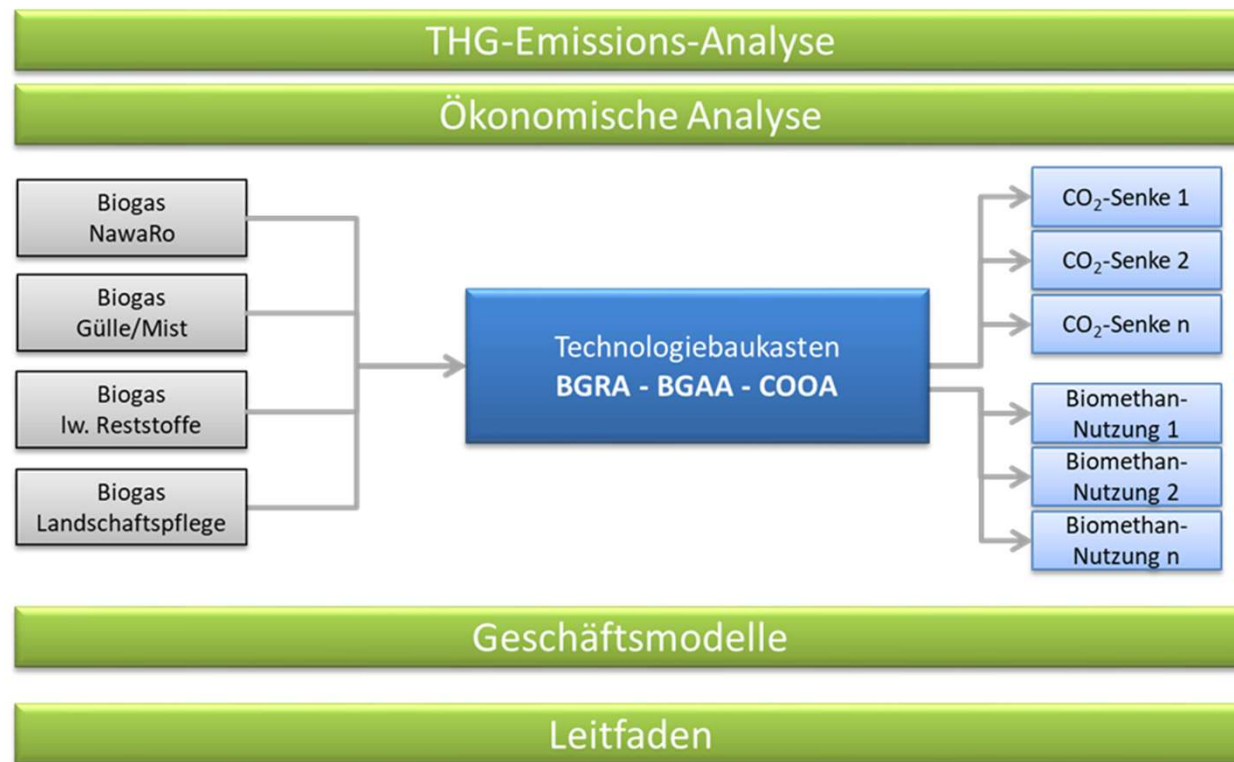 THG-Emissions-Analyse
Ökonomische Analyse
Biogas
NawaRo
Biogas
Gülle/Mist
Biogas
lw. Reststoffe
Biogas
Landschaftspflege
Technologiebaukasten
BGRA - BGAA - COOA
CO₂-Senke 1
CO₂-Senke 2
CO₂-Senke n
Biomethan-
Nutzung 1
Biomethan-
Nutzung 2
Biomethan-
Nutzung n
Geschäftsmodelle
Leitfaden